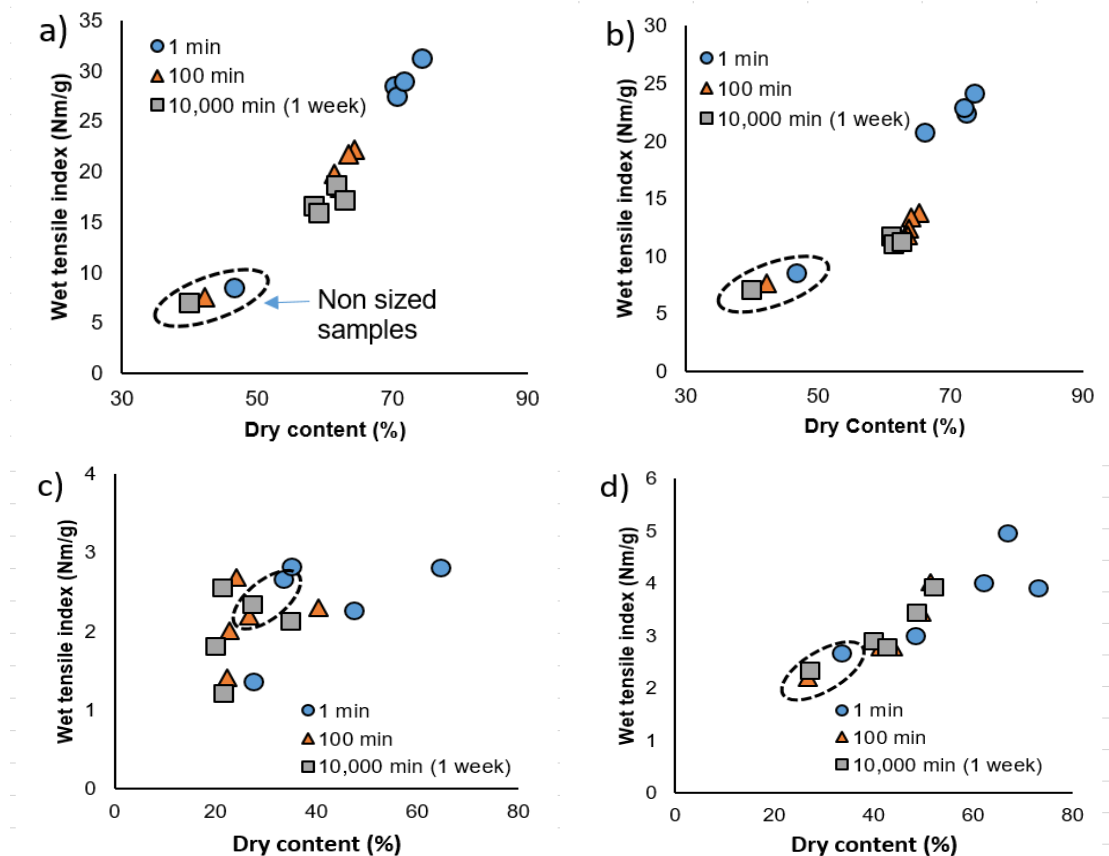 a)
35
30
25
20
15
10
5
0
Wet tensile index (Nm/g)
1 min
100 min
10,000 min (1 week)
Non sized
samples
30 50 70 90
Dry content (%)
b)
30
25
20
15
10
5
0
Wet tensile index (Nm/g)
1 min
100 min
10,000 min (1 week)
30 50 70 90
Dry Content (%)
c)
4
3
2
1
0
Wet tensile index (Nm/g)
1 min
100 min
10,000 min (1 week)
0 20 40 60 80
Dry content (%)
d)
6
5
4
3
2
1
0
Wet tensile index (Nm/g)
1 min
100 min
10,000 min (1 week)
0 20 40 60 80
Dry content (%)